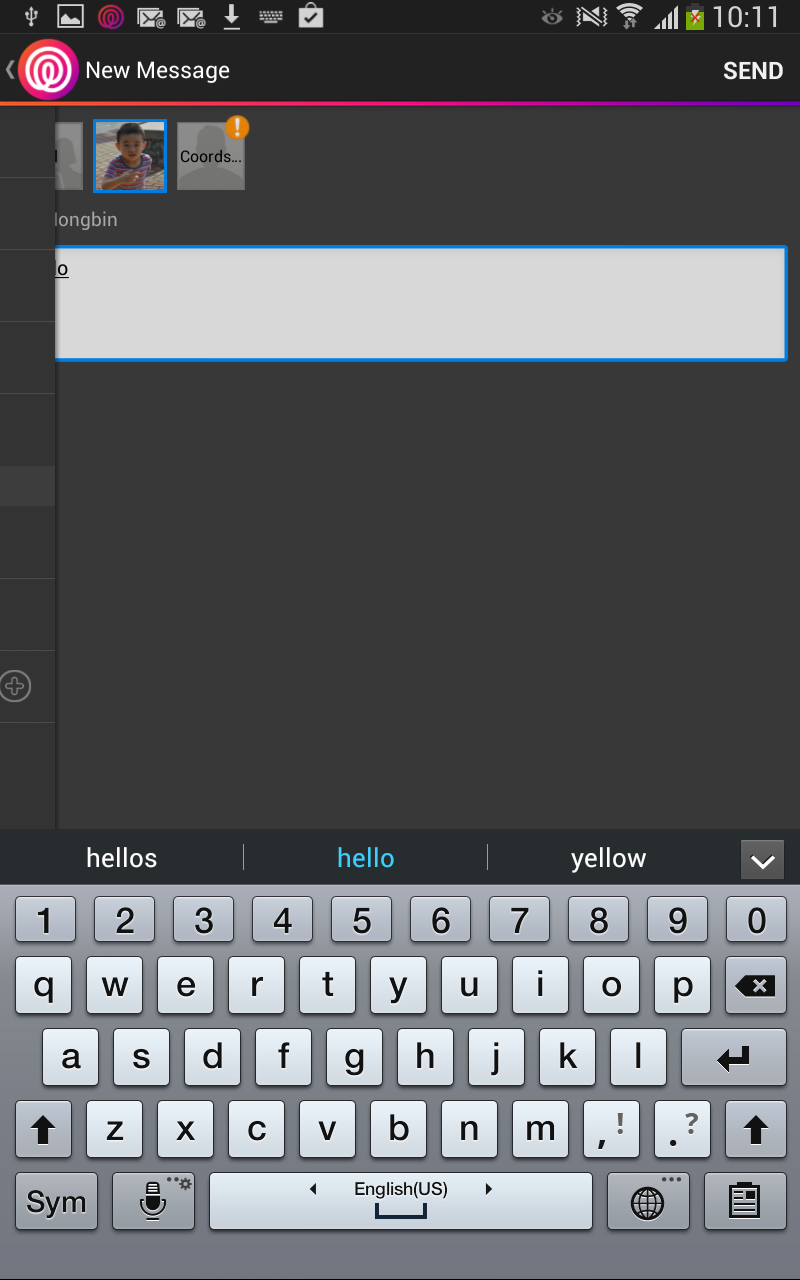 10:11
New Message
SEND
Coords...
ongbin
lo
hellos
hello
yellow
1 2 3 4 5 6 7 8 9 0
q w e r t y u i o p
a s d f g h j k l
z x c v b n m , ! . ?
Sym
English(US)